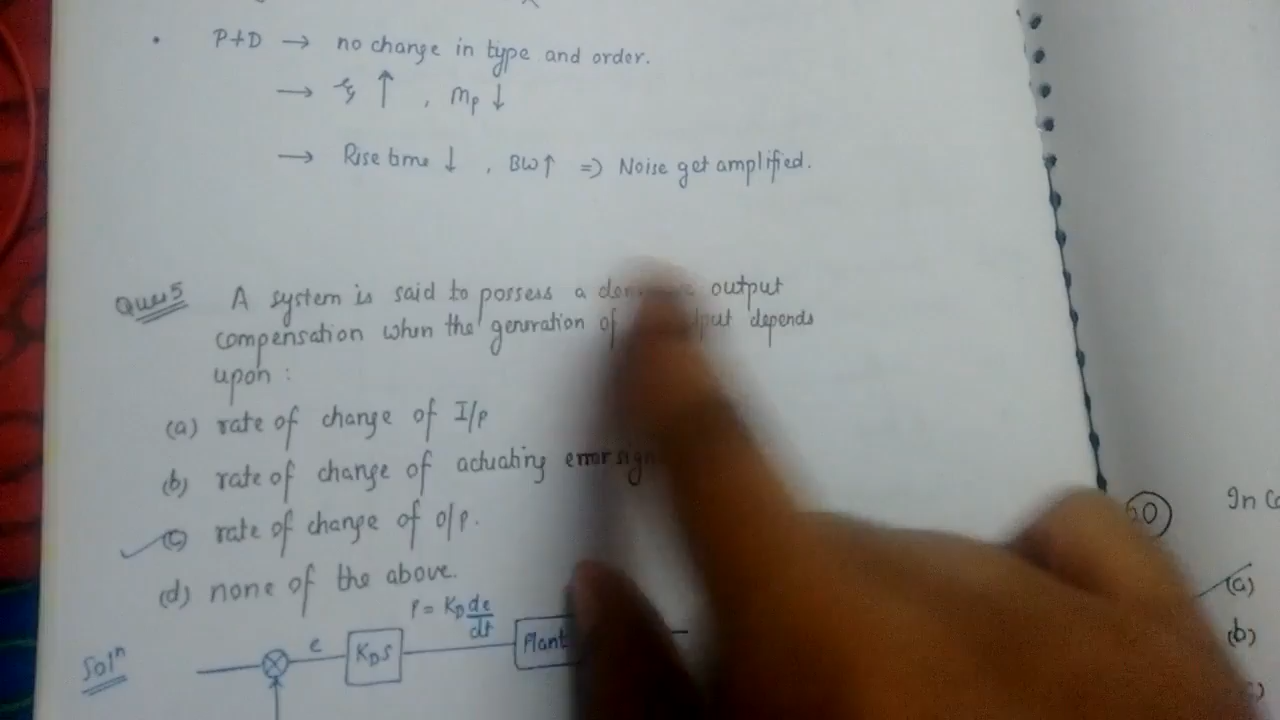 • P+D → no change in type and order.
→ ξ ↑ , Mp ↓
→ Rise time ↓ , BW↑ => Noise get amplified.
Ques5 A system is said to possess a output
compensation when the generation of depends
upon :
(a) rate of change of I/P
(b) rate of change of actuating error
(c) rate of change of O/P.
(d) none of the above.
P = KD de/dt
Solⁿ e KDS Plant
20 In
(a)
(b)